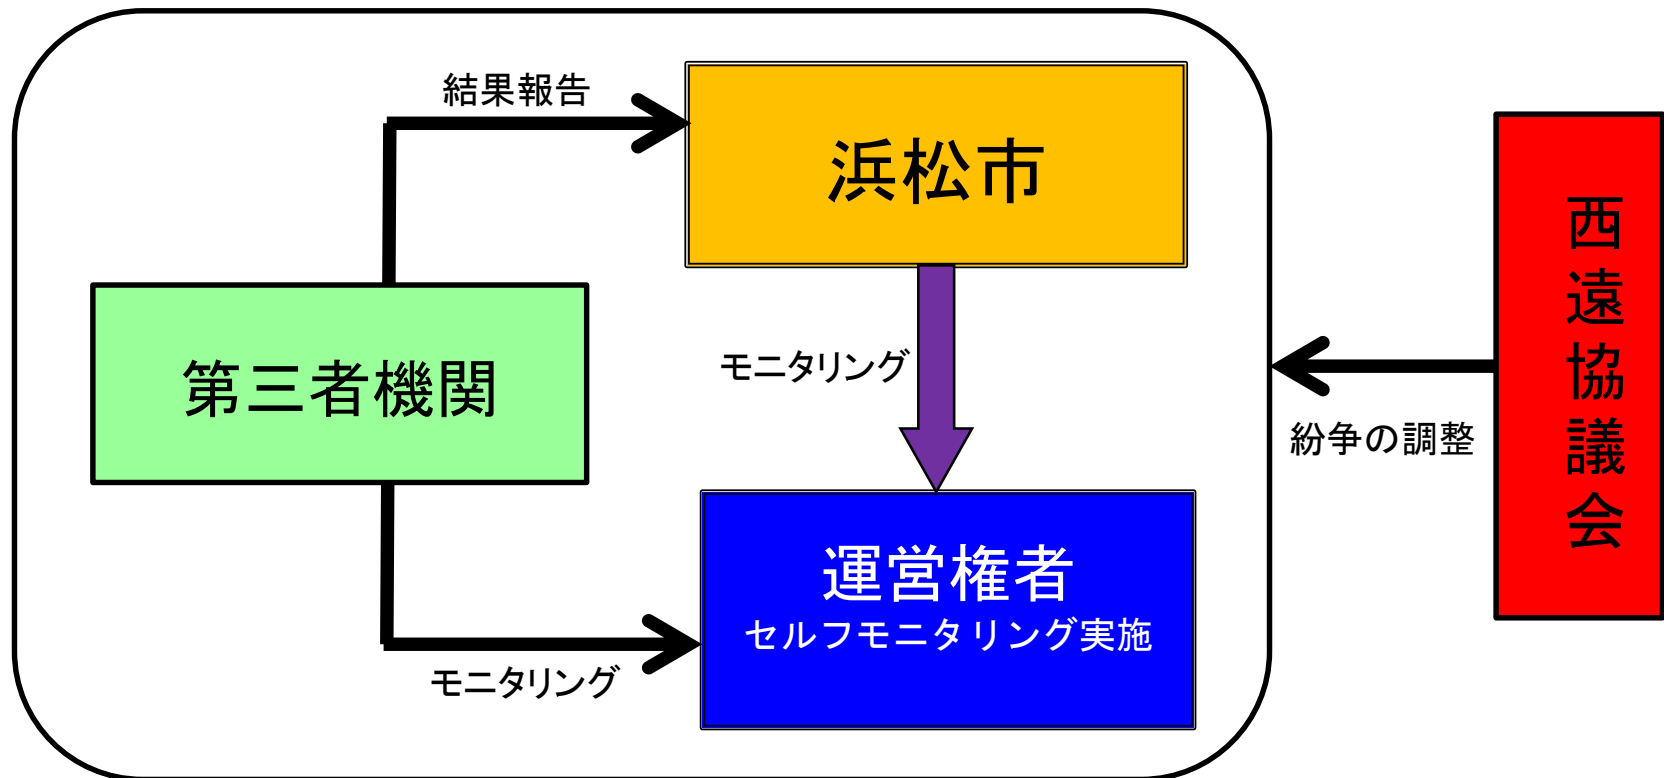 結果報告
浜松市
第三者機関
モニタリング
運営権者
セルフモニタリング実施
モニタリング
紛争の調整
西遠協議会